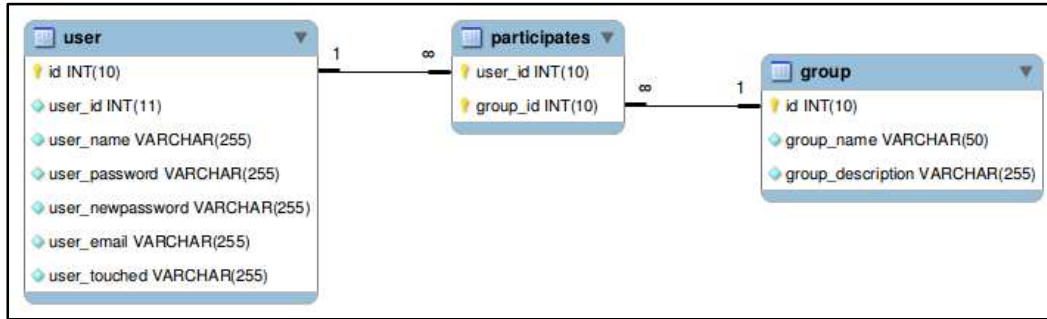 user
id INT(10)
user_id INT(11)
user_name VARCHAR(255)
user_password VARCHAR(255)
user_newpassword VARCHAR(255)
user_email VARCHAR(255)
user_touched VARCHAR(255)
1 ∞
participates
user_id INT(10)
group_id INT(10)
∞ 1
group
id INT(10)
group_name VARCHAR(50)
group_description VARCHAR(255)